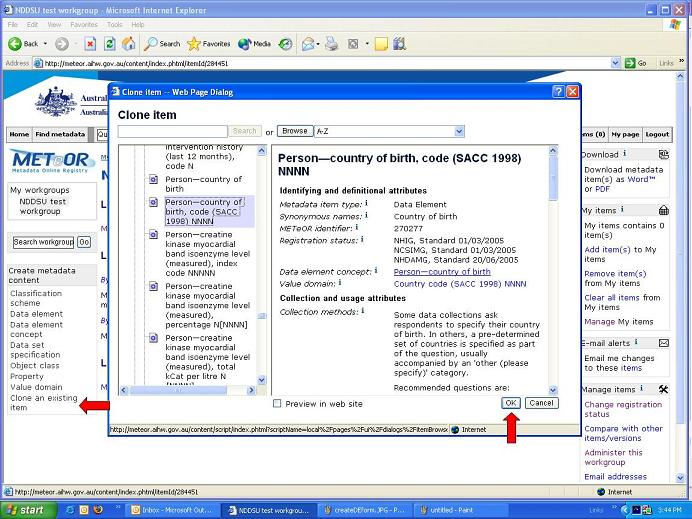 NDDSU test workgroup - Microsoft Internet Explorer
File Edit View Favorites Tools Help
Back Search Favorites Media
Address http://meteor.aihw.gov.au/content/index.phtml/itemId/284451 Go Links »
Home Find metadata
METeOR
Metadata Online Registry
My workgroups
NDDSU test
workgroup
Search workgroup Go
Create metadata
content
Classification
scheme
Data element
Data element
concept
Data set
specification
Object class
Property
Value domain
Clone an existing
item
Clone item -- Web Page Dialog
Clone item
Search or Browse A-Z
intervention history
(last 12 months),
code N
Person—country of
birth
Person—country of
birth, code (SACC
1998) NNNN
Person—creatine
kinase myocardial
band isoenzyme level
(measured), index
code NNNNN
Person—creatine
kinase myocardial
band isoenzyme level
(measured),
percentage N[NNNN]
Person—creatine
kinase myocardial
band isoenzyme level
(measured), total
kCat per litre N
Person—country of birth, code (SACC 1998)
NNNN
Identifying and definitional attributes
Metadata item type: i Data Element
Synonymous names: i Country of birth
METeOR identifier: i 270277
Registration status: i NHIG, Standard 01/03/2005
NCSIMG, Standard 01/03/2005
NHDAMG, Standard 20/06/2005
Data element concept: i Person—country of birth
Value domain: i Country code (SACC 1998) NNNN
Collection and usage attributes
Collection methods: i Some data collections ask
respondents to specify their country
of birth. In others, a pre-determined
set of countries is specified as part
of the question, usually
accompanied by an 'other (please
specify)' category.
Recommended questions are:
Preview in web site OK Cancel
http://meteor.aihw.gov.au/content/script/index.phtml?scriptName=local%2Fpages%2Fui%2Fdialogs%2FitemBrows Internet
ms (0) My page Logout
Download i
Download metadata
item(s) as Word™
or PDF
My items i
My items contains 0
item(s)
Add item(s) to My
items
Remove item(s)
from My items
Clear all items from
My items
Manage My items
E-mail alerts i
Email me changes
to these items
Manage items i
Change registration
status
Compare with other
items/versions
Administer this
workgroup
Email addresses
http://meteor.aihw.gov.au/content/index.phtml/itemId/284451 Internet
start Inbox - Microsoft Out... NDDSU test workgrou... createDEform.JPG - P... untitled - Paint Links » 5:44 PM